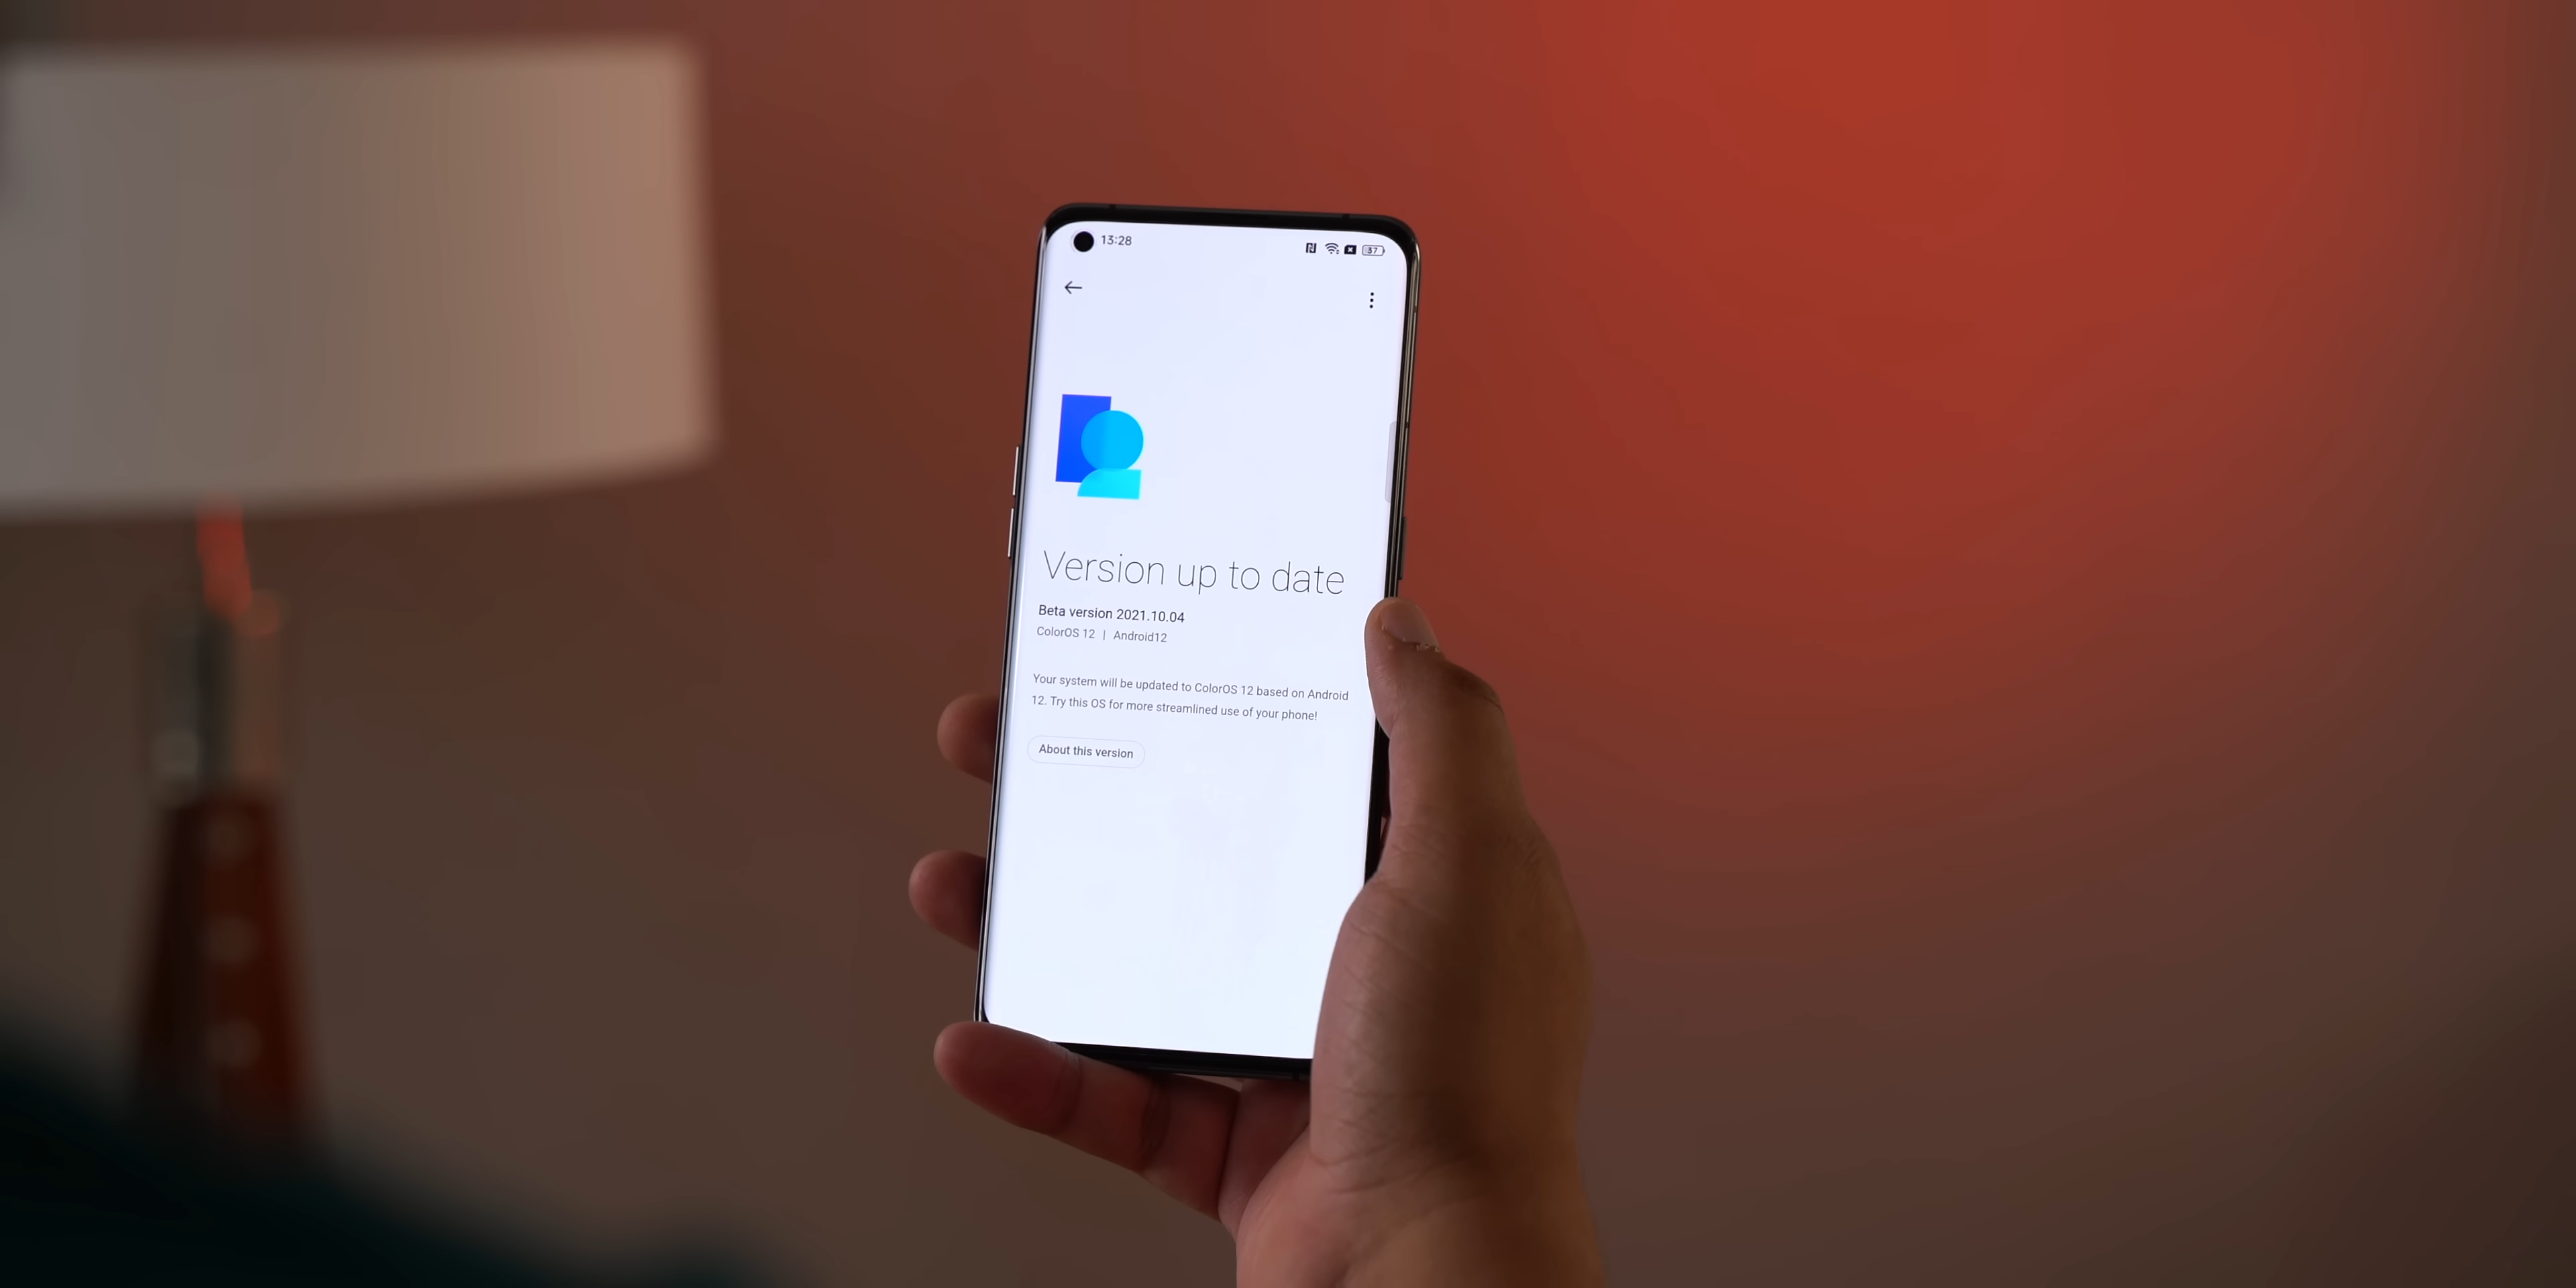 13:28
37
Version up to date
Beta version 2021.10.04
ColorOS 12 | Android12
Your system will be updated to ColorOS 12 based on Android
12. Try this OS for more streamlined use of your phone!
About this version